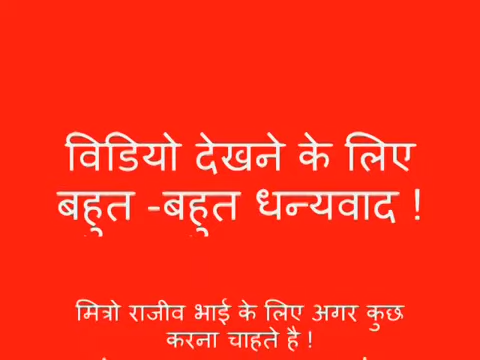 विडियो देखने के लिए
बहुत -बहुत धन्यवाद !
मित्रो राजीव भाई के लिए अगर कुछ
करना चाहते है !